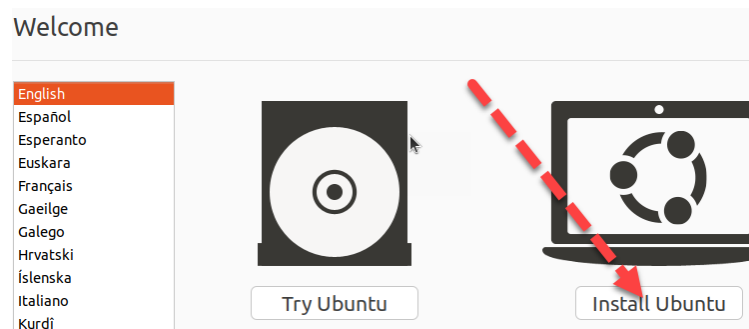 Welcome
English
Español
Esperanto
Euskara
Français
Gaeilge
Galego
Hrvatski
Íslenska
Italiano
Kurdî
Try Ubuntu
Install Ubuntu